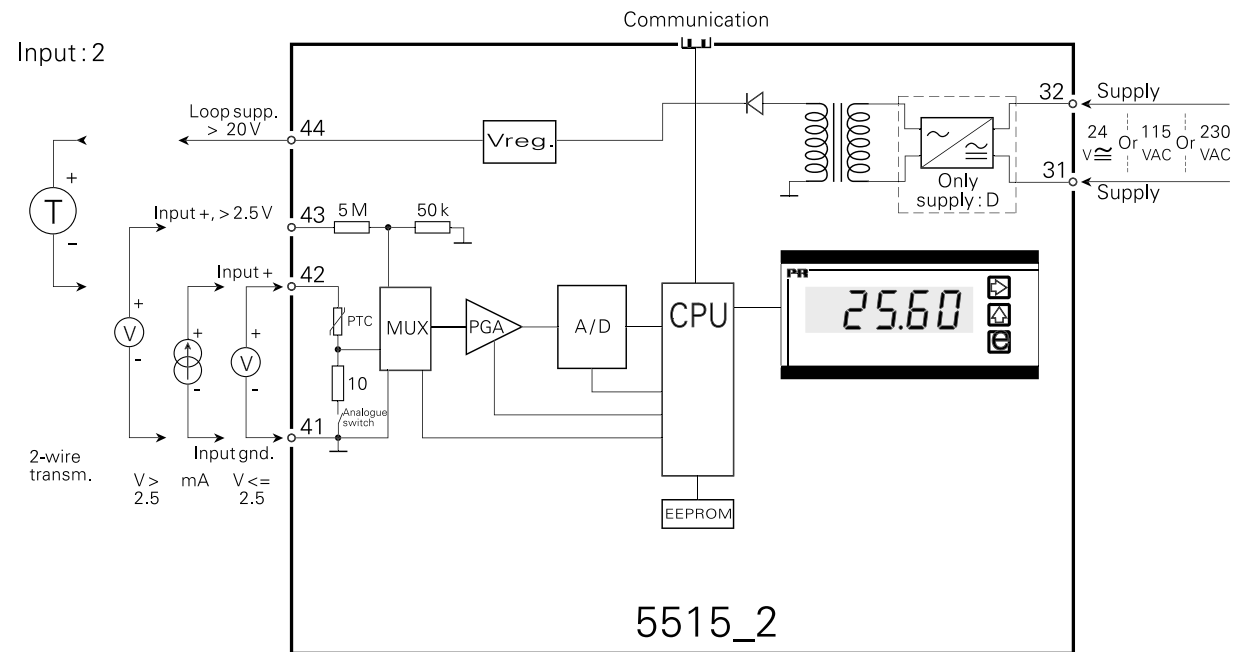 Communication
Input : 2
Loop supp.
> 20 V
44
Vreg.
32
Supply
24
V≅
Or
115
VAC
Or
230
VAC
31
Supply
Only
supply : D
T
+
-
Input +, > 2.5 V
43
5 M
50 k
Input +
42
PTC
MUX
PGA
A/D
CPU
PR
25.60
e
+
V
-
+
-
+
V
-
10
Analogue
switch
41
Input gnd.
2-wire
transm.
V >
2.5
mA
V <=
2.5
EEPROM
5515_2